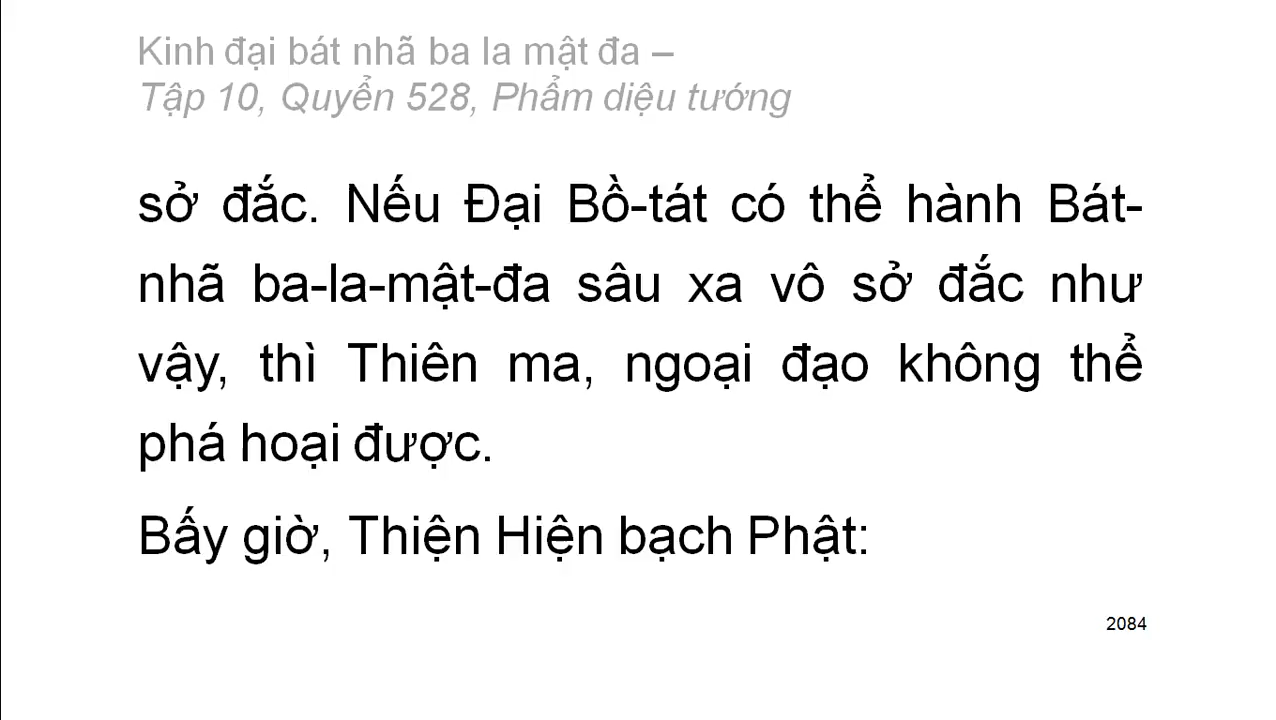 Kinh đại bát nhã ba la mật đa –
Tập 10, Quyển 528, Phẩm diệu tướng
sở đắc. Nếu Đại Bồ-tát có thể hành Bát-
nhã ba-la-mật-đa sâu xa vô sở đắc như
vậy, thì Thiên ma, ngoại đạo không thể
phá hoại được.
Bấy giờ, Thiện Hiện bạch Phật:
2084